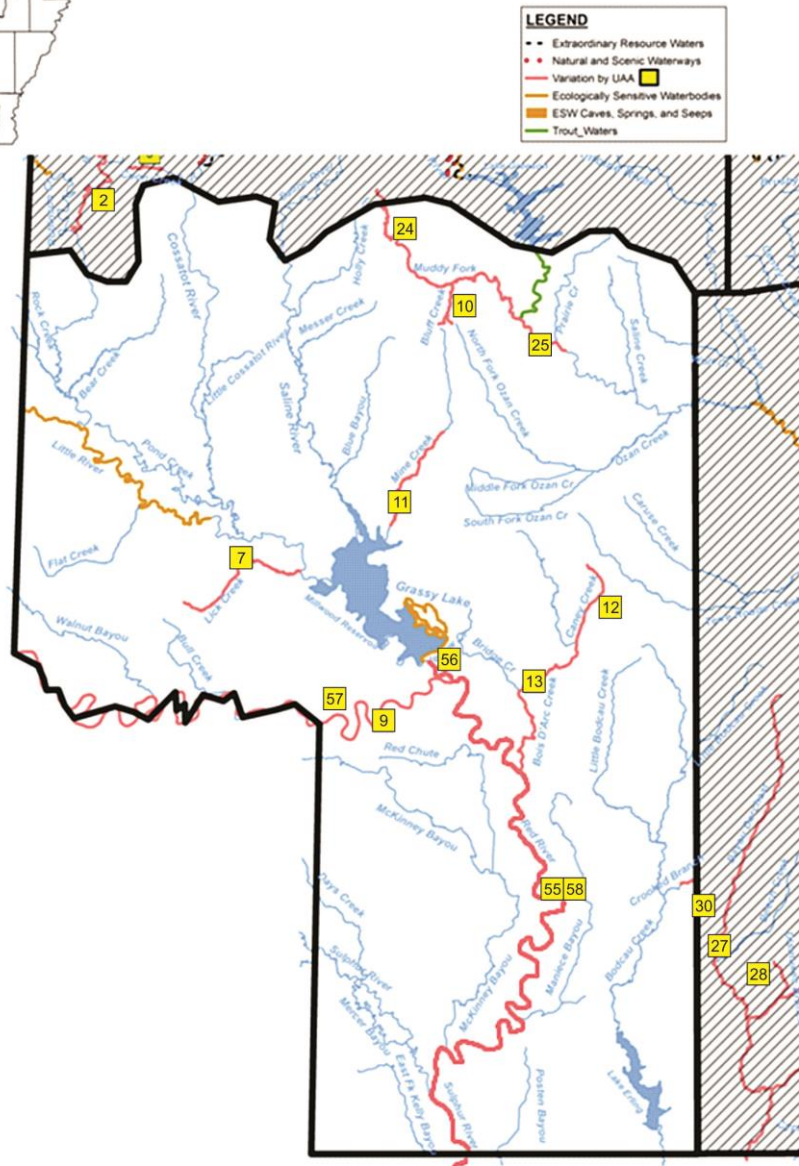 LEGEND
Extraordinary Resource Waters
Natural and Scenic Waterways
Variation by UAA
Ecologically Sensitive Waterbodies
ESW Caves, Springs, and Seeps
Trout_Waters
2
24
Cossatot River
Holly Creek
Muddy Fork
Rock Creek
10
Bluff Creek
Prairie Cr
Messer Creek
25
Saline Creek
Bear Creek
Little Cossatot River
North Fork Ozan Creek
Saline River
Blue Bayou
Mine Creek
Ozan Creek
Little River
Pond Creek
Middle Fork Ozan Cr
11
South Fork Ozan Cr
Caruse Creek
Flat Creek
7
Lick Creek
Grassy Lake
Millwood Reservoir
Caney Creek
12
Walnut Bayou
Bull Creek
Bridge Cr
56
13
57
9
Bois D'Arc Creek
Little Bodcau Creek
Red Chute
McKinney Bayou
Red River
55
58
Crooked Branch
30
Days Creek
27
Bodcau Creek
Maniece Bayou
28
Sulphur River
McKinney Bayou
Mercer Bayou
East Fk Kelly Bayou
Sulphur River
Posten Bayou
Lake Erling